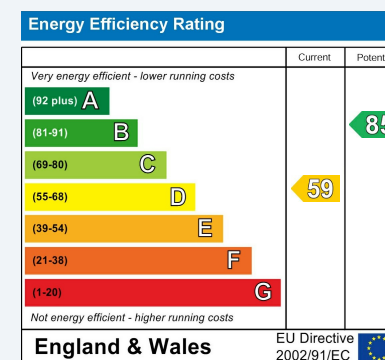 Energy Efficiency Rating
Current
Potent
Very energy efficient - lower running costs
(92 plus) A
(81-91) B
85
(69-80) C
(55-68) D
59
(39-54) E
(21-38) F
(1-20) G
Not energy efficient - higher running costs
England & Wales
EU Directive
2002/91/EC